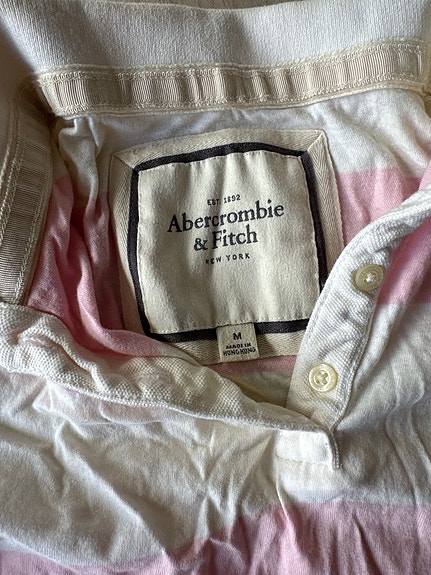 EST 1892
Abercrombie
& Fitch
NEW YORK
M
MADE IN
HONG KONG